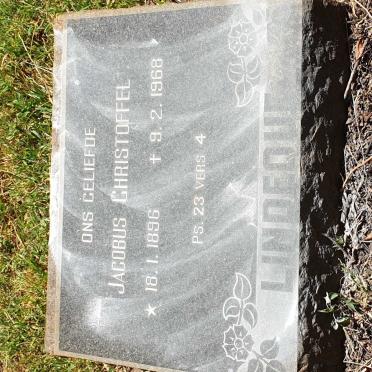 ONS GELIEFDE
JACOBUS CHRISTOFFEL
★ 18.1.1896 + 9.2.1968
PS. 23 VERS 4
LINDEQUE